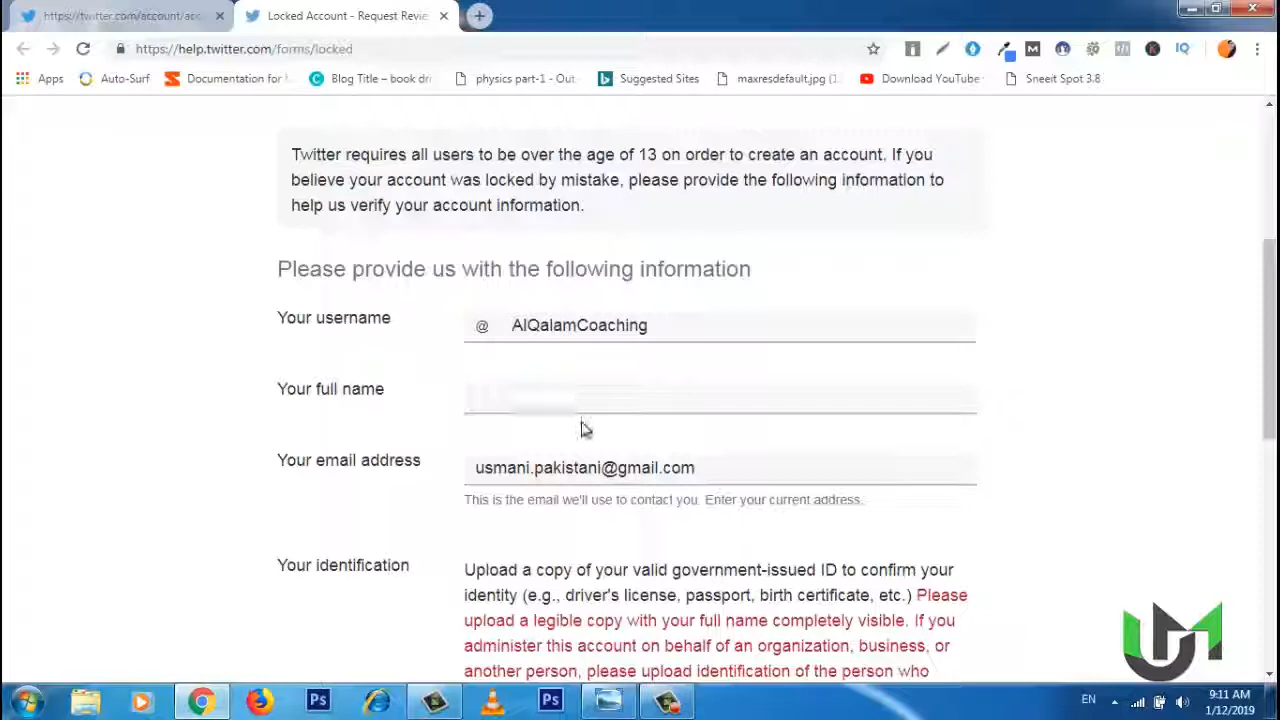 https://twitter.com/account/acc
Locked Account - Request Revie
https://help.twitter.com/forms/locked
Apps
Auto-Surf
Documentation for
Blog Title – book dri
physics part-1 - Out
Suggested Sites
maxresdefault.jpg (1
Download YouTube
Sneeit Spot 3.8
Twitter requires all users to be over the age of 13 on order to create an account. If you
believe your account was locked by mistake, please provide the following information to
help us verify your account information.
Please provide us with the following information
Your username
@ AlQalamCoaching
Your full name
Your email address
usmani.pakistani@gmail.com
This is the email we'll use to contact you. Enter your current address.
Your identification
Upload a copy of your valid government-issued ID to confirm your
identity (e.g., driver's license, passport, birth certificate, etc.) Please
upload a legible copy with your full name completely visible. If you
administer this account on behalf of an organization, business, or
another person, please upload identification of the person who
UM
EN
9:11 AM
1/12/2019